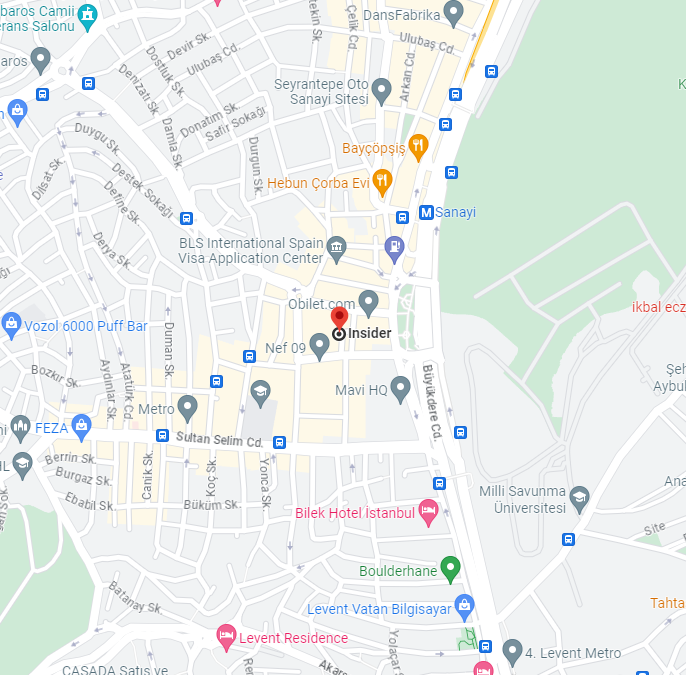 baros Camii
erans Salonu
DansFabrika
tekin Sk.
Çelik Cd.
Ulubaş Cd.
Devir Sk.
Ulubaş Cd.
Dostluk Sk.
Denizatı Sk.
aros
Seyrantepe Oto
Sanayi Sitesi
Arkan Cd.
Donatım Sk.
Safir Sokağı
Duygu Sk.
Damla Sk.
Durgun Sk.
Bayçöpşiş
Hebun Çorba Evi
Dilsat Sk.
Destek Sokağı
Define Sk.
M Sanayi
Derya Sk.
BLS International Spain
Visa Application Center
Obilet.com
ikbal ecz
Vozol 6000 Puff Bar
Insider
Nef 09
Duman Sk.
Bozkır Sk.
Aydınlar Sk.
Atatürk Cd.
Mavi HQ
Büyükdere Cd.
Şeh
Aybul
Metro
FEZA
Sultan Selim Cd.
Berrin Sk.
Burgaz Sk.
Ebabil Sk.
Canik Sk.
Koç Sk.
Yonca Sk.
Büküm Sk.
Milli Savunma
Üniversitesi
Ana
Site
Bilek Hotel İstanbul
Boulderhane
Levent Vatan Bilgisayar
Tahta
Batanay Sk
Levent Residence
Yolaçar
4. Levent Metro
CASADA Satış ve
Akar